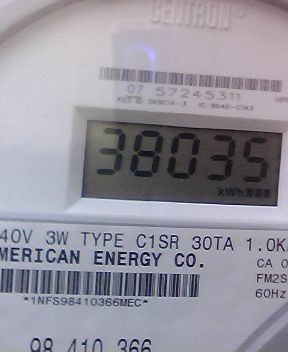 CENTRON®
07 57245311
38035
kWh
40V 3W TYPE C1SR 30TA 1.0K
MERICAN ENERGY CO.
CA 0
FM2S
60Hz
*1NFS98410366MEC*
98 410 366